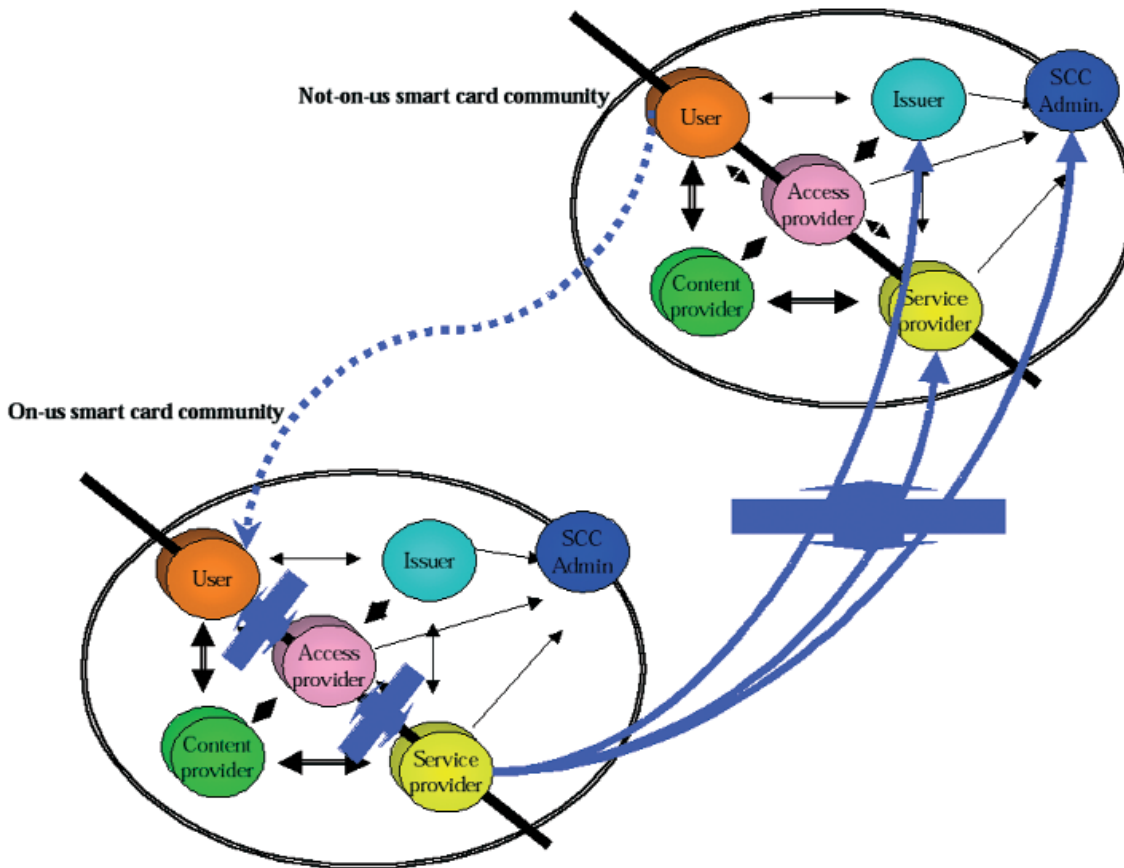 Not-on-us smart card community
User
Issuer
SCC
Admin.
Access
provider
Content
provider
Service
provider
On-us smart card community
User
Issuer
SCC
Admin
Access
provider
Content
provider
Service
provider